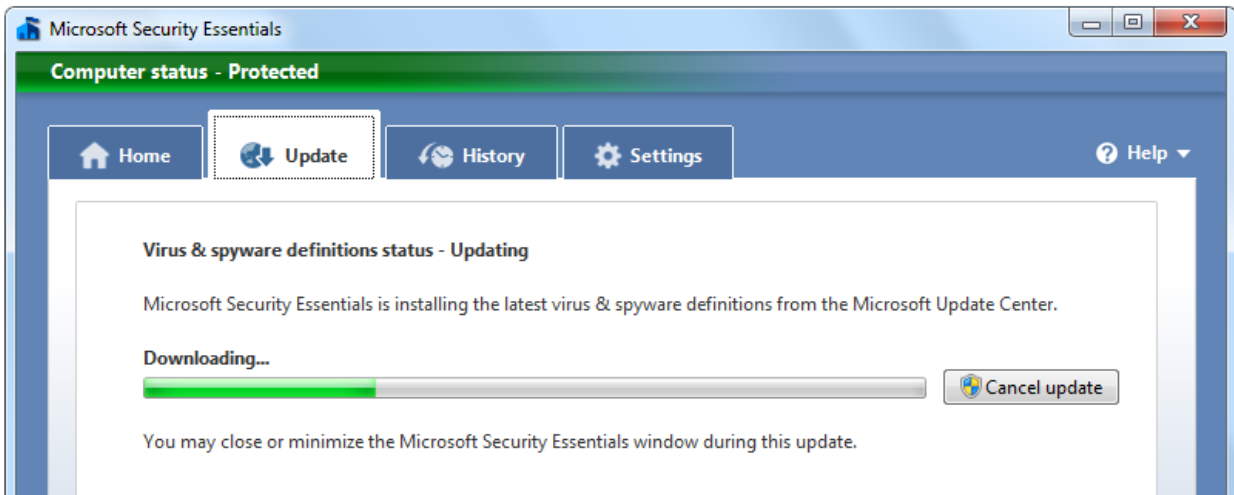 Microsoft Security Essentials
Computer status - Protected
Home
Update
History
Settings
Help
Virus & spyware definitions status - Updating
Microsoft Security Essentials is installing the latest virus & spyware definitions from the Microsoft Update Center.
Downloading...
Cancel update
You may close or minimize the Microsoft Security Essentials window during this update.